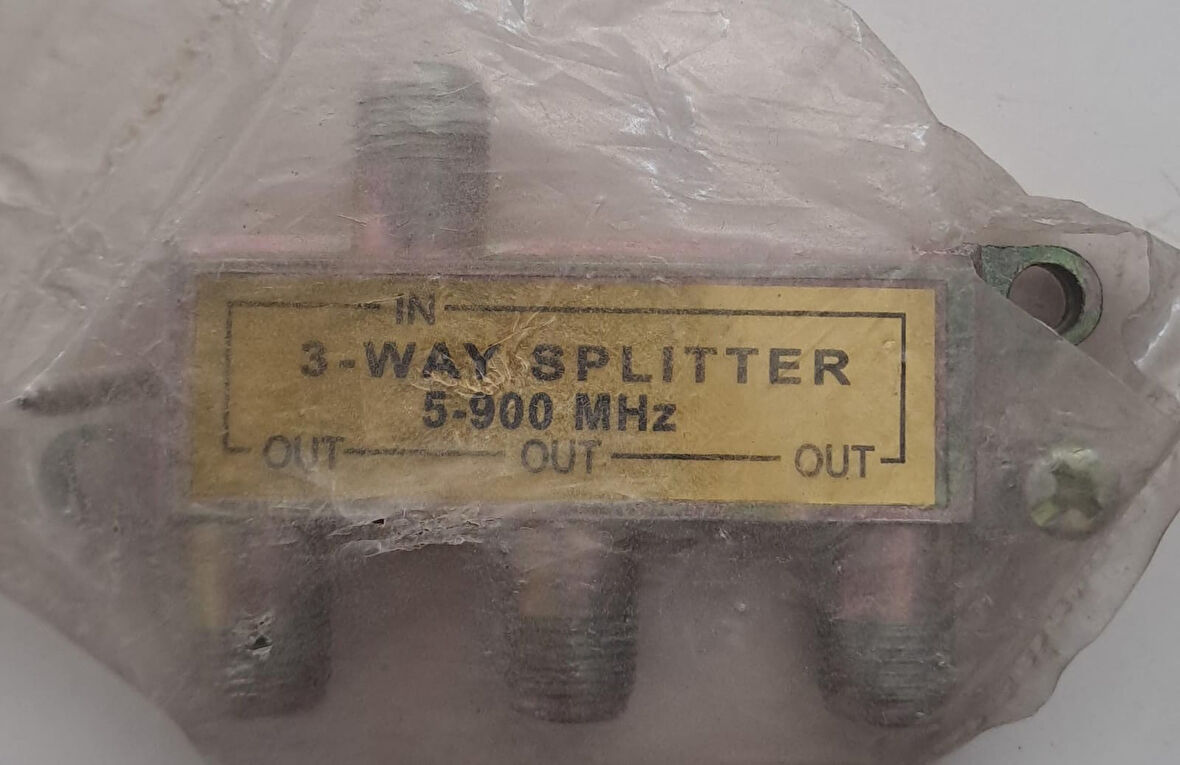 IN
3-WAY SPLITTER
5-900 MHz
OUT OUT OUT